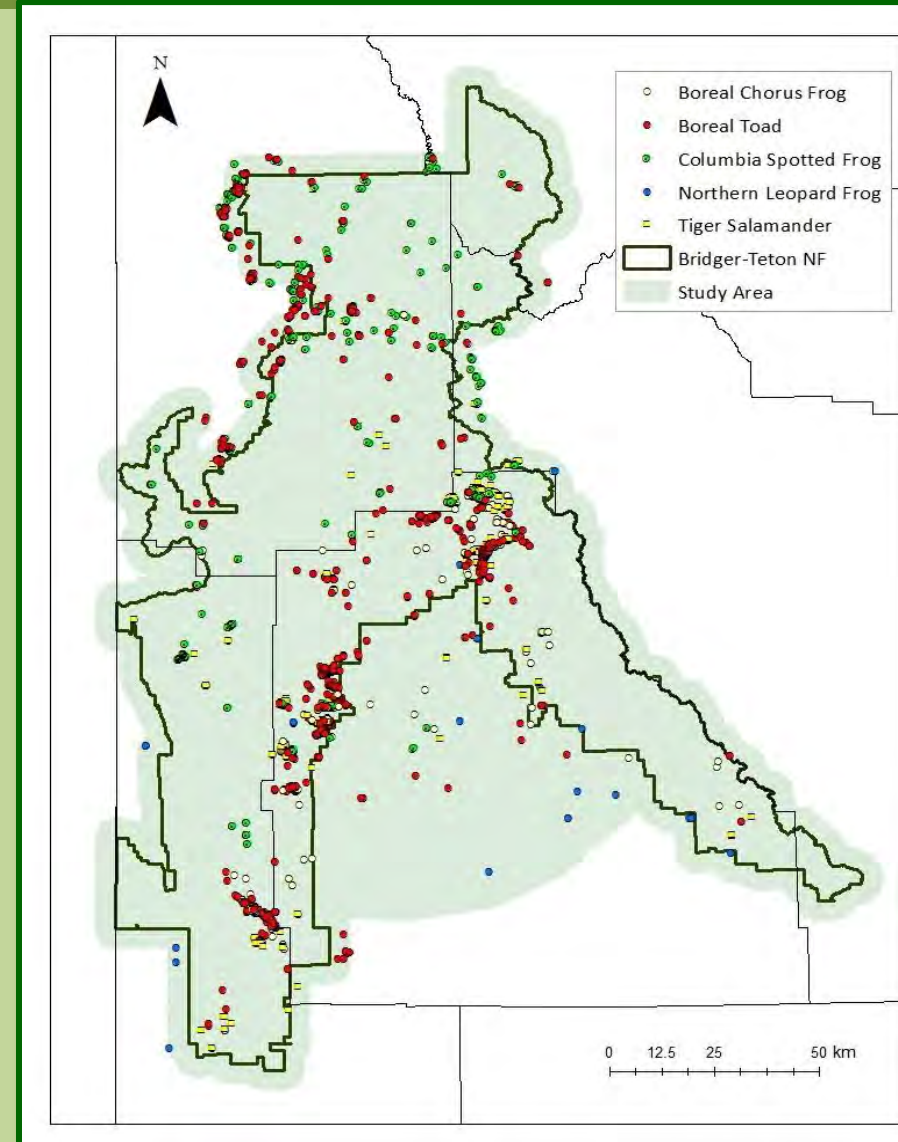 N
Boreal Chorus Frog
Boreal Toad
Columbia Spotted Frog
Northern Leopard Frog
Tiger Salamander
Bridger-Teton NF
Study Area
0 12.5 25 50 km